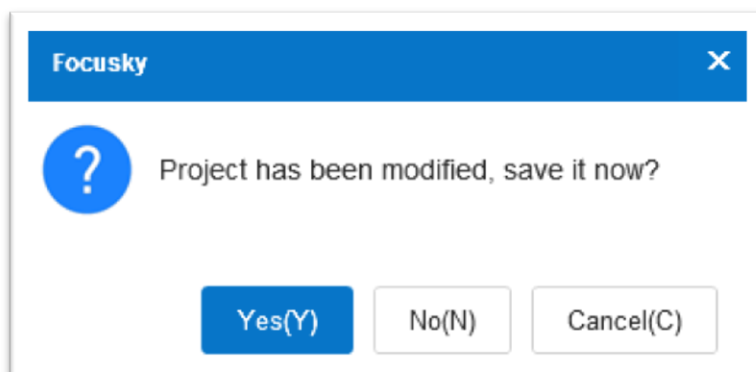 Focusky
Project has been modified, save it now?
Yes(Y) No(N) Cancel(C)